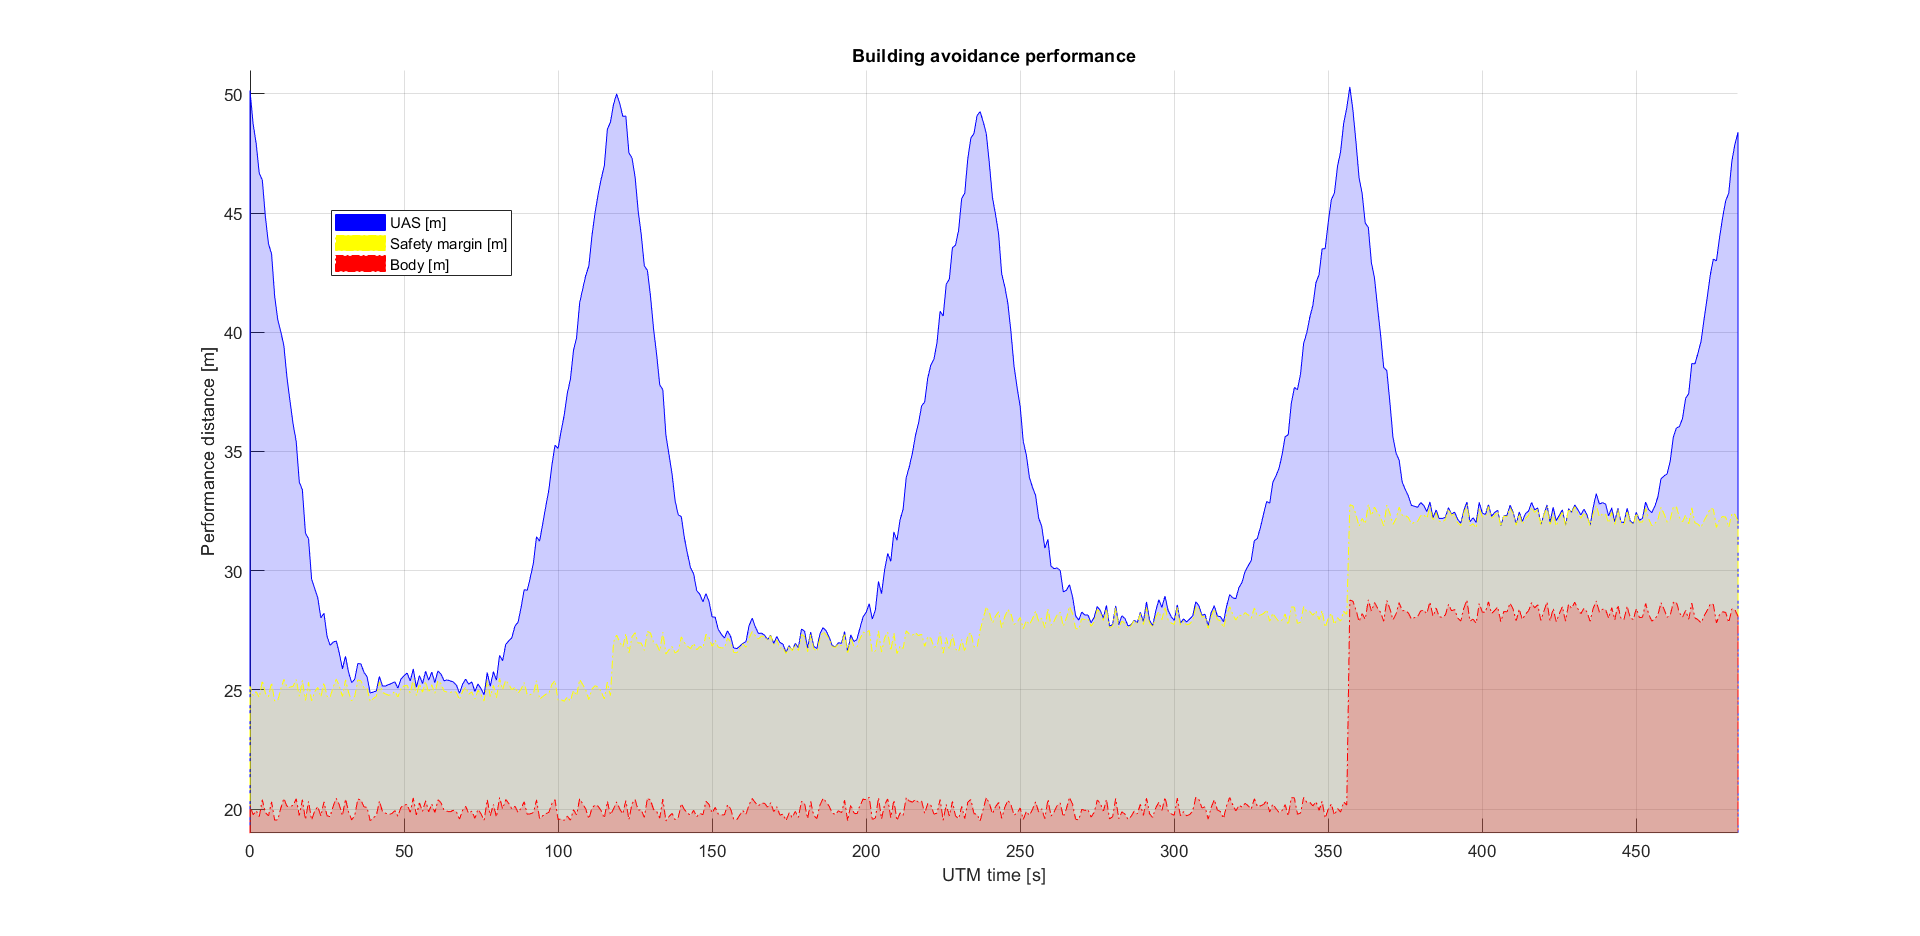 Building avoidance performance
50
45
40
35
30
25
20
Performance distance [m]
UAS [m]
Safety margin [m]
Body [m]
0 50 100 150 200 250 300 350 400 450
UTM time [s]